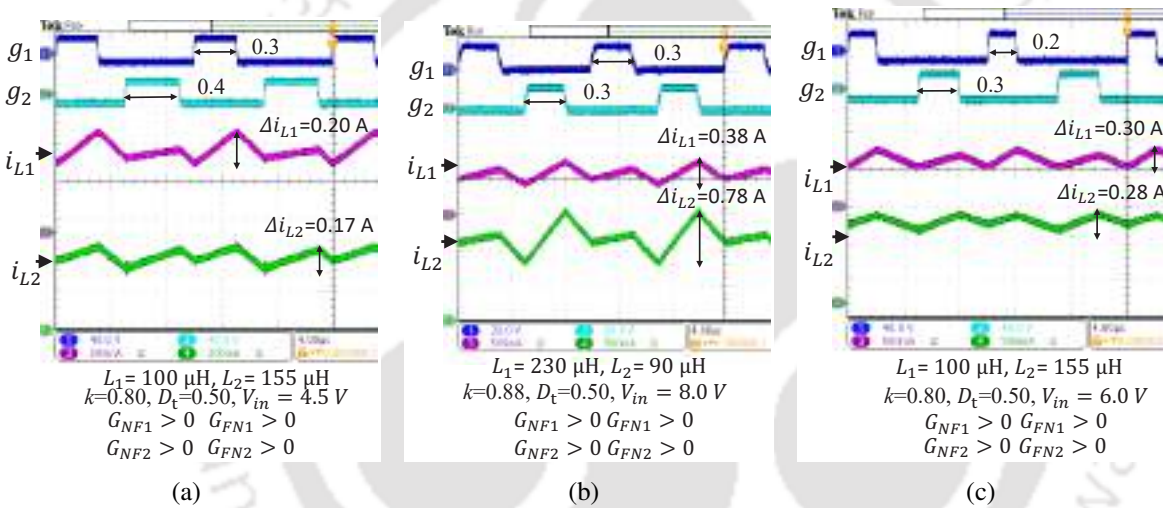 g1
0.3
g2
0.4
ΔiL1=0.20 A
iL1
ΔiL2=0.17 A
iL2
L1= 100 μH, L2= 155 μH
k=0.80, Dt=0.50, Vin = 4.5 V
GNF1 > 0 GFN1 > 0
GNF2 > 0 GFN2 > 0
(a)
g1
0.3
g2
0.3
ΔiL1=0.38 A
iL1
ΔiL2=0.78 A
iL2
L1= 230 μH, L2= 90 μH
k=0.88, Dt=0.50, Vin = 8.0 V
GNF1 > 0 GFN1 > 0
GNF2 > 0 GFN2 > 0
(b)
g1
0.2
g2
0.3
ΔiL1=0.30 A
iL1
ΔiL2=0.28 A
iL2
L1= 100 μH, L2= 155 μH
k=0.80, Dt=0.50, Vin = 6.0 V
GNF1 > 0 GFN1 > 0
GNF2 > 0 GFN2 > 0
(c)